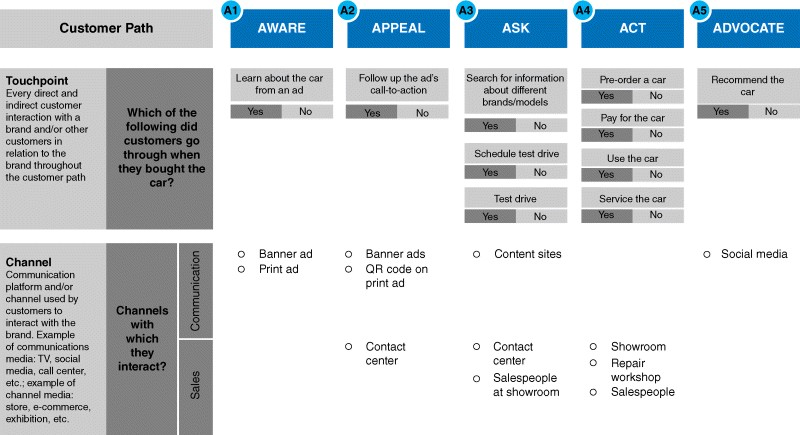 Customer Path
A1
AWARE
A2
APPEAL
A3
ASK
A4
ACT
A5
ADVOCATE
Touchpoint
Every direct and
indirect customer
interaction with a
brand and/or other
customers in
relation to the
brand throughout
the customer path
Which of the
following did
customers go
through when
they bought the
car?
Learn about the car
from an ad
Yes No
Follow up the ad's
call-to-action
Yes No
Search for information
about different
brands/models
Yes No
Schedule test drive
Yes No
Test drive
Yes No
Pre-order a car
Yes No
Pay for the car
Yes No
Use the car
Yes No
Service the car
Yes No
Recommend the
car
Yes No
Channel
Communication
platform and/or
channel used by
customers to
interact with the
brand. Example
of communications
media: TV, social
media, call center,
etc.; example of
channel media:
store, e-commerce,
exhibition, etc.
Channels
with
which
they
interact?
Communication
Banner ad
Print ad
Banner ads
QR code on
print ad
Content sites
Social media
Sales
Contact
center
Contact
center
Salespeople
at showroom
Showroom
Repair
workshop
Salespeople